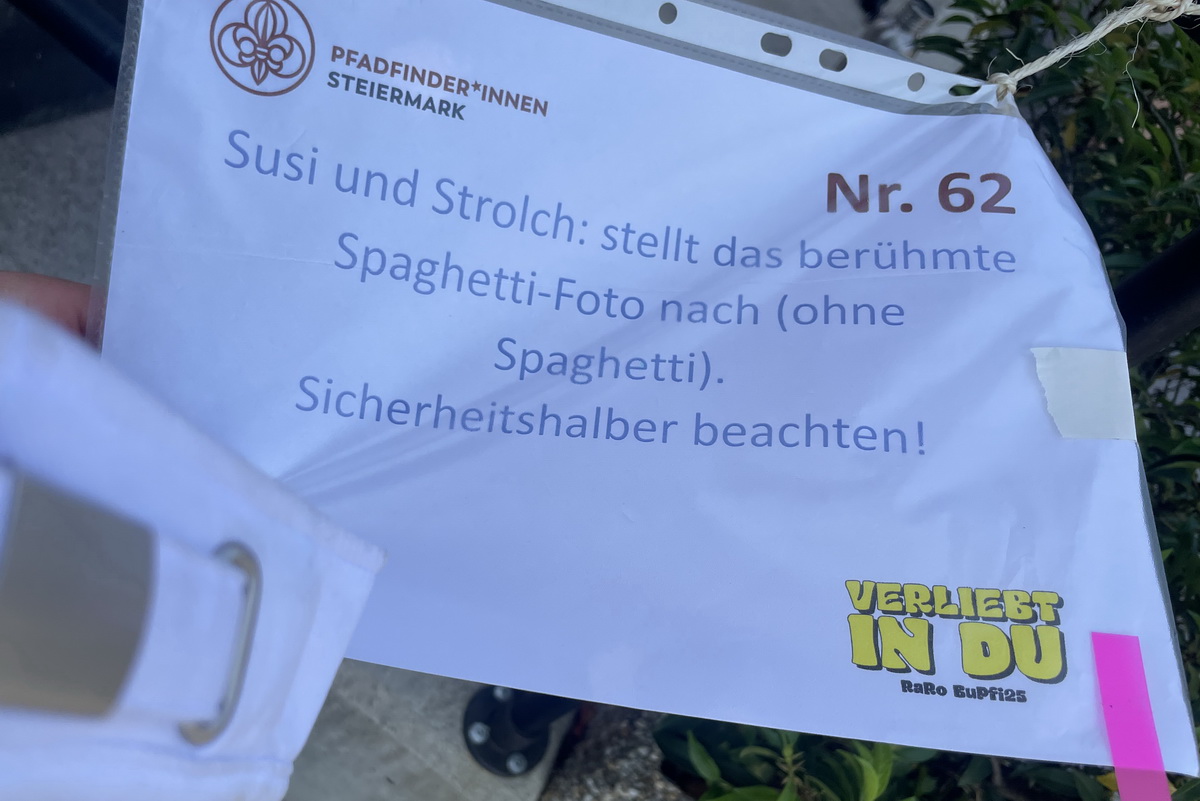 PFADFINDER*INNEN
STEIERMARK
Nr. 62
Susi und Strolch: stellt das berühmte
Spaghetti-Foto nach (ohne
Spaghetti).
Sicherheitshalber beachten!
VERLIEBT
IN DU
RaRo BuPfi25